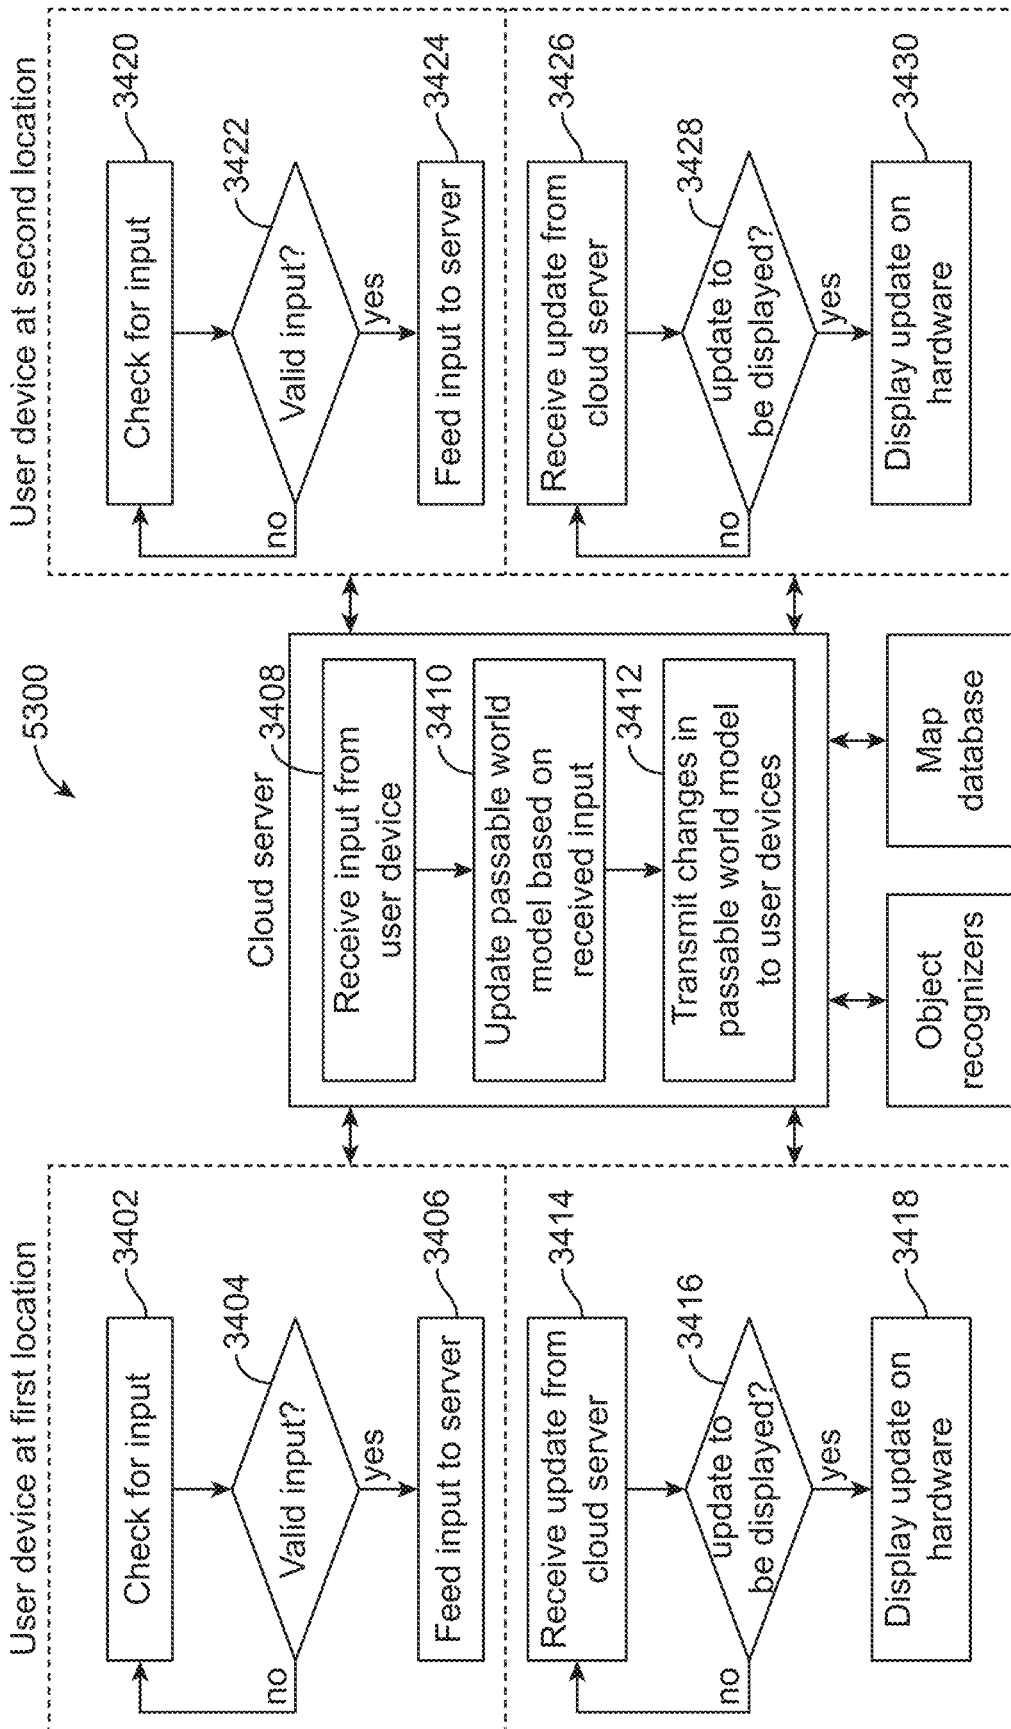 5300
User device at first location
Check for input
3402
Valid input?
3404
no
yes
Feed input to server
3406
Receive update from
cloud server
3414
update to
be displayed?
3416
no
yes
Display update on
hardware
3418
Cloud server
Receive input from
user device
3408
Update passable world
model based on
received input
3410
Transmit changes in
passable world model
to user devices
3412
Object
recognizers
Map
database
User device at second location
Check for input
3420
Valid input?
3422
no
yes
Feed input to server
3424
Receive update from
cloud server
3426
update to
be displayed?
3428
no
yes
Display update on
hardware
3430